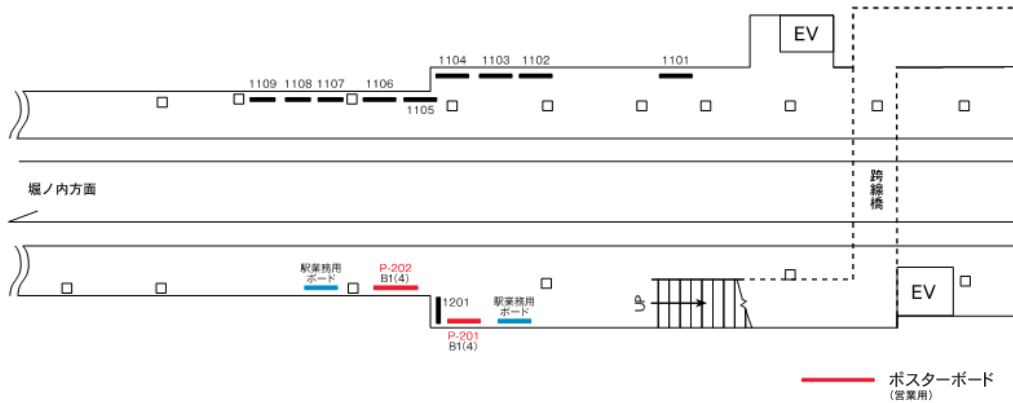 EV
1104 1103 1102 1101
1109 1108 1107 1106
1105
堀ノ内方面
跨線橋
駅業務用
ボード
P-202
B1(4)
1201
駅業務用
ボード
UP
EV
P-201
B1(4)
ポスターボード
(営業用)